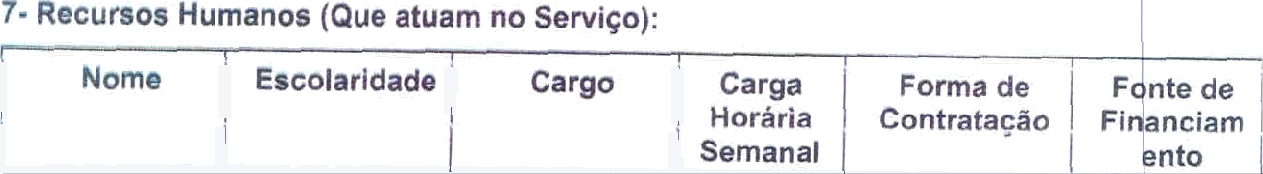 7- Recursos Humanos (Que atuam no Serviço):
Nome Escolaridade Cargo Carga Horária Semanal Forma de Contratação Fonte de Financiam ento